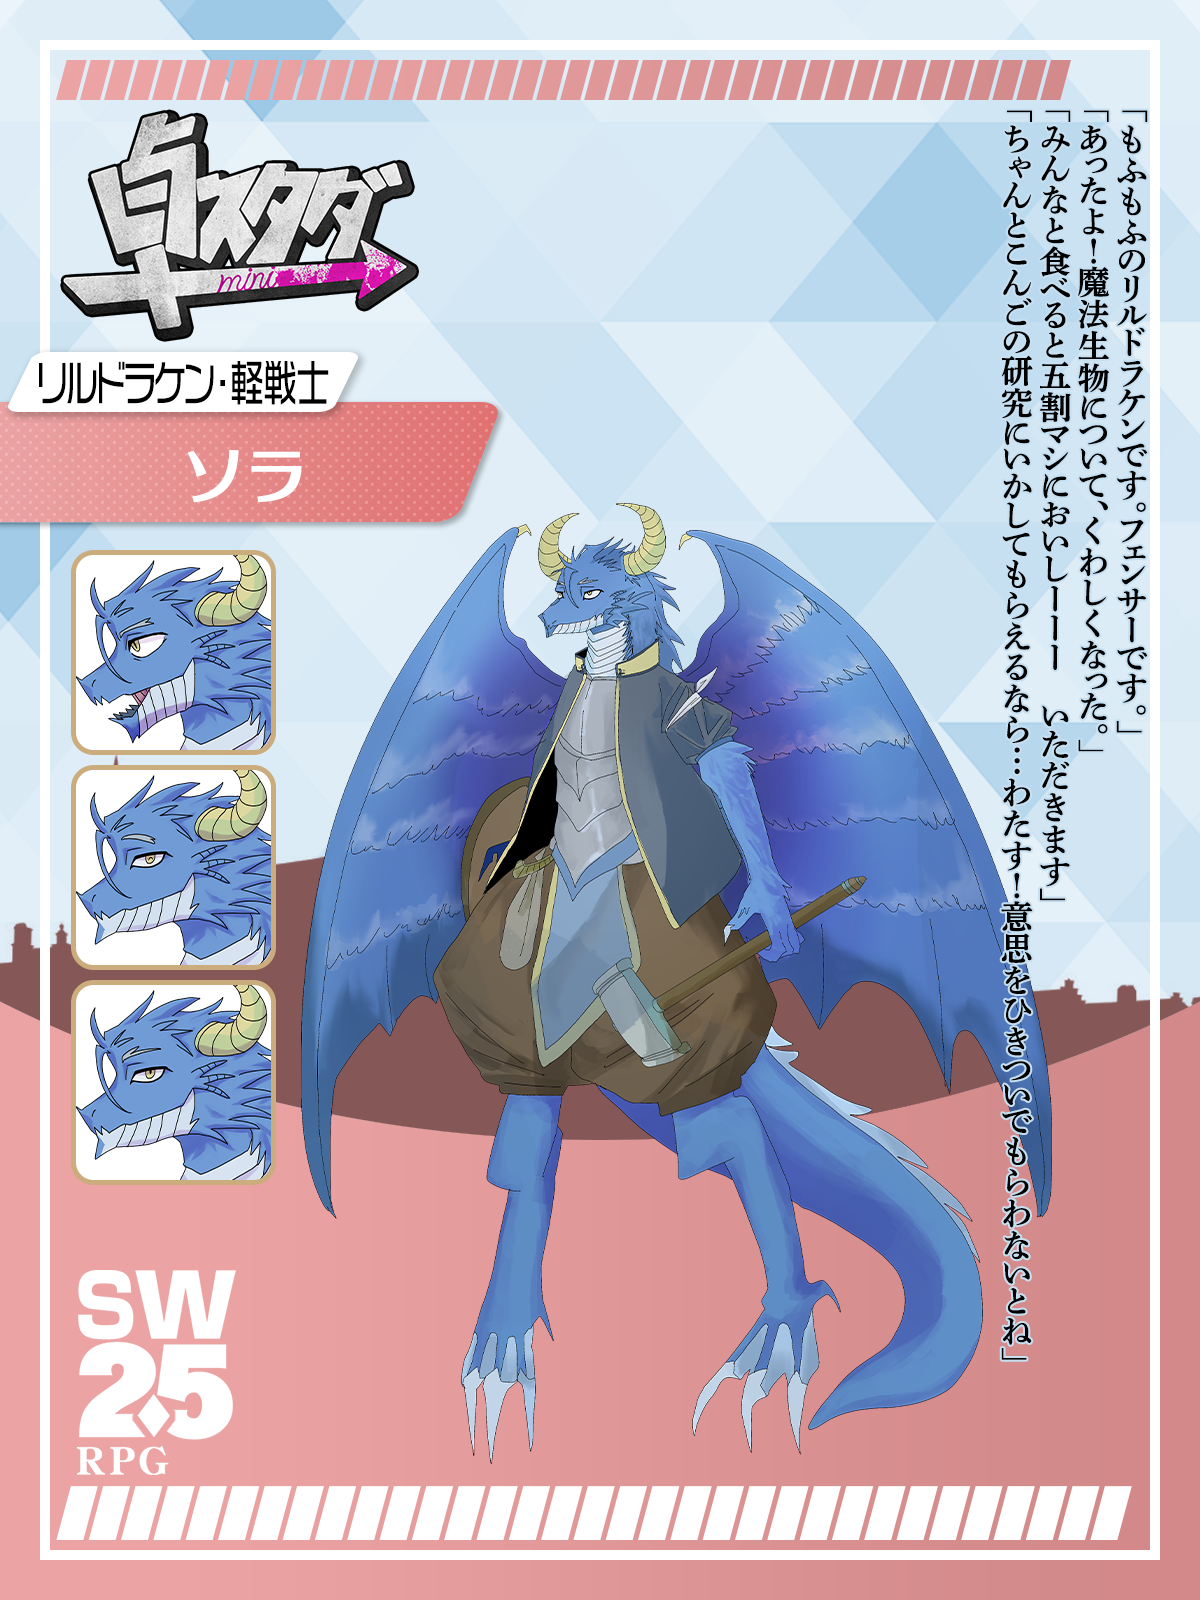 卓スタダ
mini
リルドラケン・軽戦士
ソラ
「もふもふのリルドラケンです。フェンサーです。」
「あったよ！魔法生物について、くわしくなった。」
「みんなと食べると五割マシにおいしーーー　いただきます」
「ちゃんとこんごの研究にいかしてもらえるなら…わたす！意思をひきついでもらわないとね」
SW
2.5
RPG